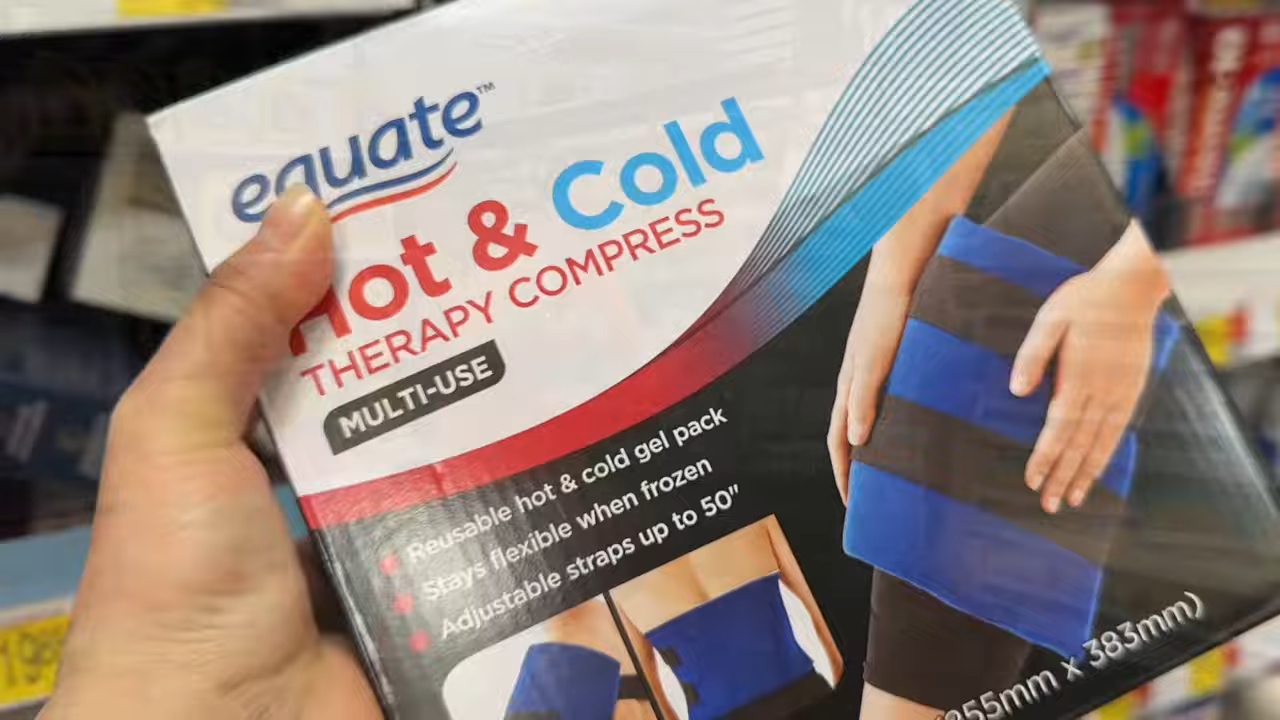 equate™
Hot & Cold
THERAPY COMPRESS
MULTI-USE
Reusable hot & cold gel pack
Stays flexible when frozen
Adjustable straps up to 50"
(355mm x 383mm)